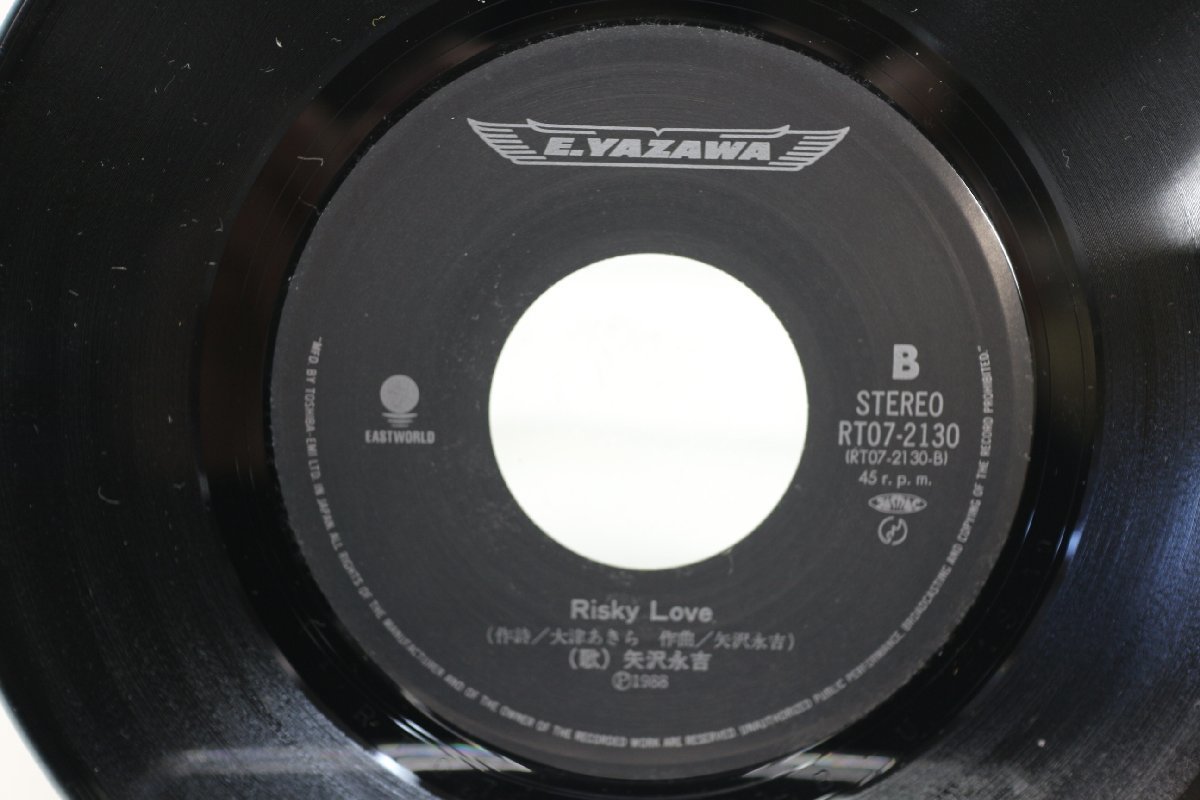 E.YAZAWA
EASTWORLD
B
STEREO
RT07-2130
(RT07-2130-B)
45 r.p.m.
JASRAC
Risky Love
(作詩/大津あきら 作曲/矢沢永吉)
(歌) 矢沢永吉
Ⓟ1988
"MFD BY TOSHIBA-EMI LTD. IN JAPAN ALL RIGHTS OF THE MANUFACTURER AND OF THE OWNER OF THE RECORDED WORK ARE RESERVED UNAUTHORIZED PUBLIC PERFORMANCE, BROADCASTING AND COPYING OF THE RECORD PROHIBITED."